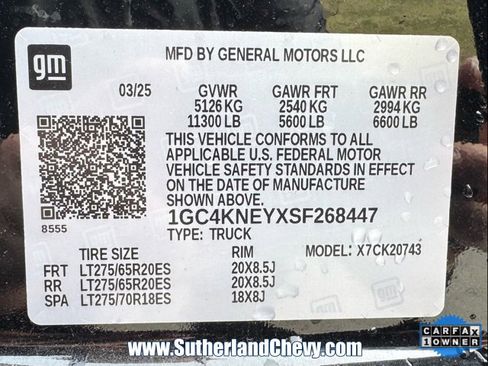 gm
MFD BY GENERAL MOTORS LLC
03/25 GVWR GAWR FRT GAWR RR
5126 KG 2540 KG 2994 KG
11300 LB 5600 LB 6600 LB
THIS VEHICLE CONFORMS TO ALL
APPLICABLE U.S. FEDERAL MOTOR
VEHICLE SAFETY STANDARDS IN EFFECT
ON THE DATE OF MANUFACTURE
SHOWN ABOVE.
8555 1GC4KNEYXSF268447
TYPE: TRUCK MODEL: X7CK20743
TIRE SIZE RIM
FRT LT275/65R20ES 20X8.5J
RR LT275/65R20ES 20X8.5J
SPA LT275/70R18ES 18X8J
www.SutherlandChevy.com
CARFAX
1 OWNER